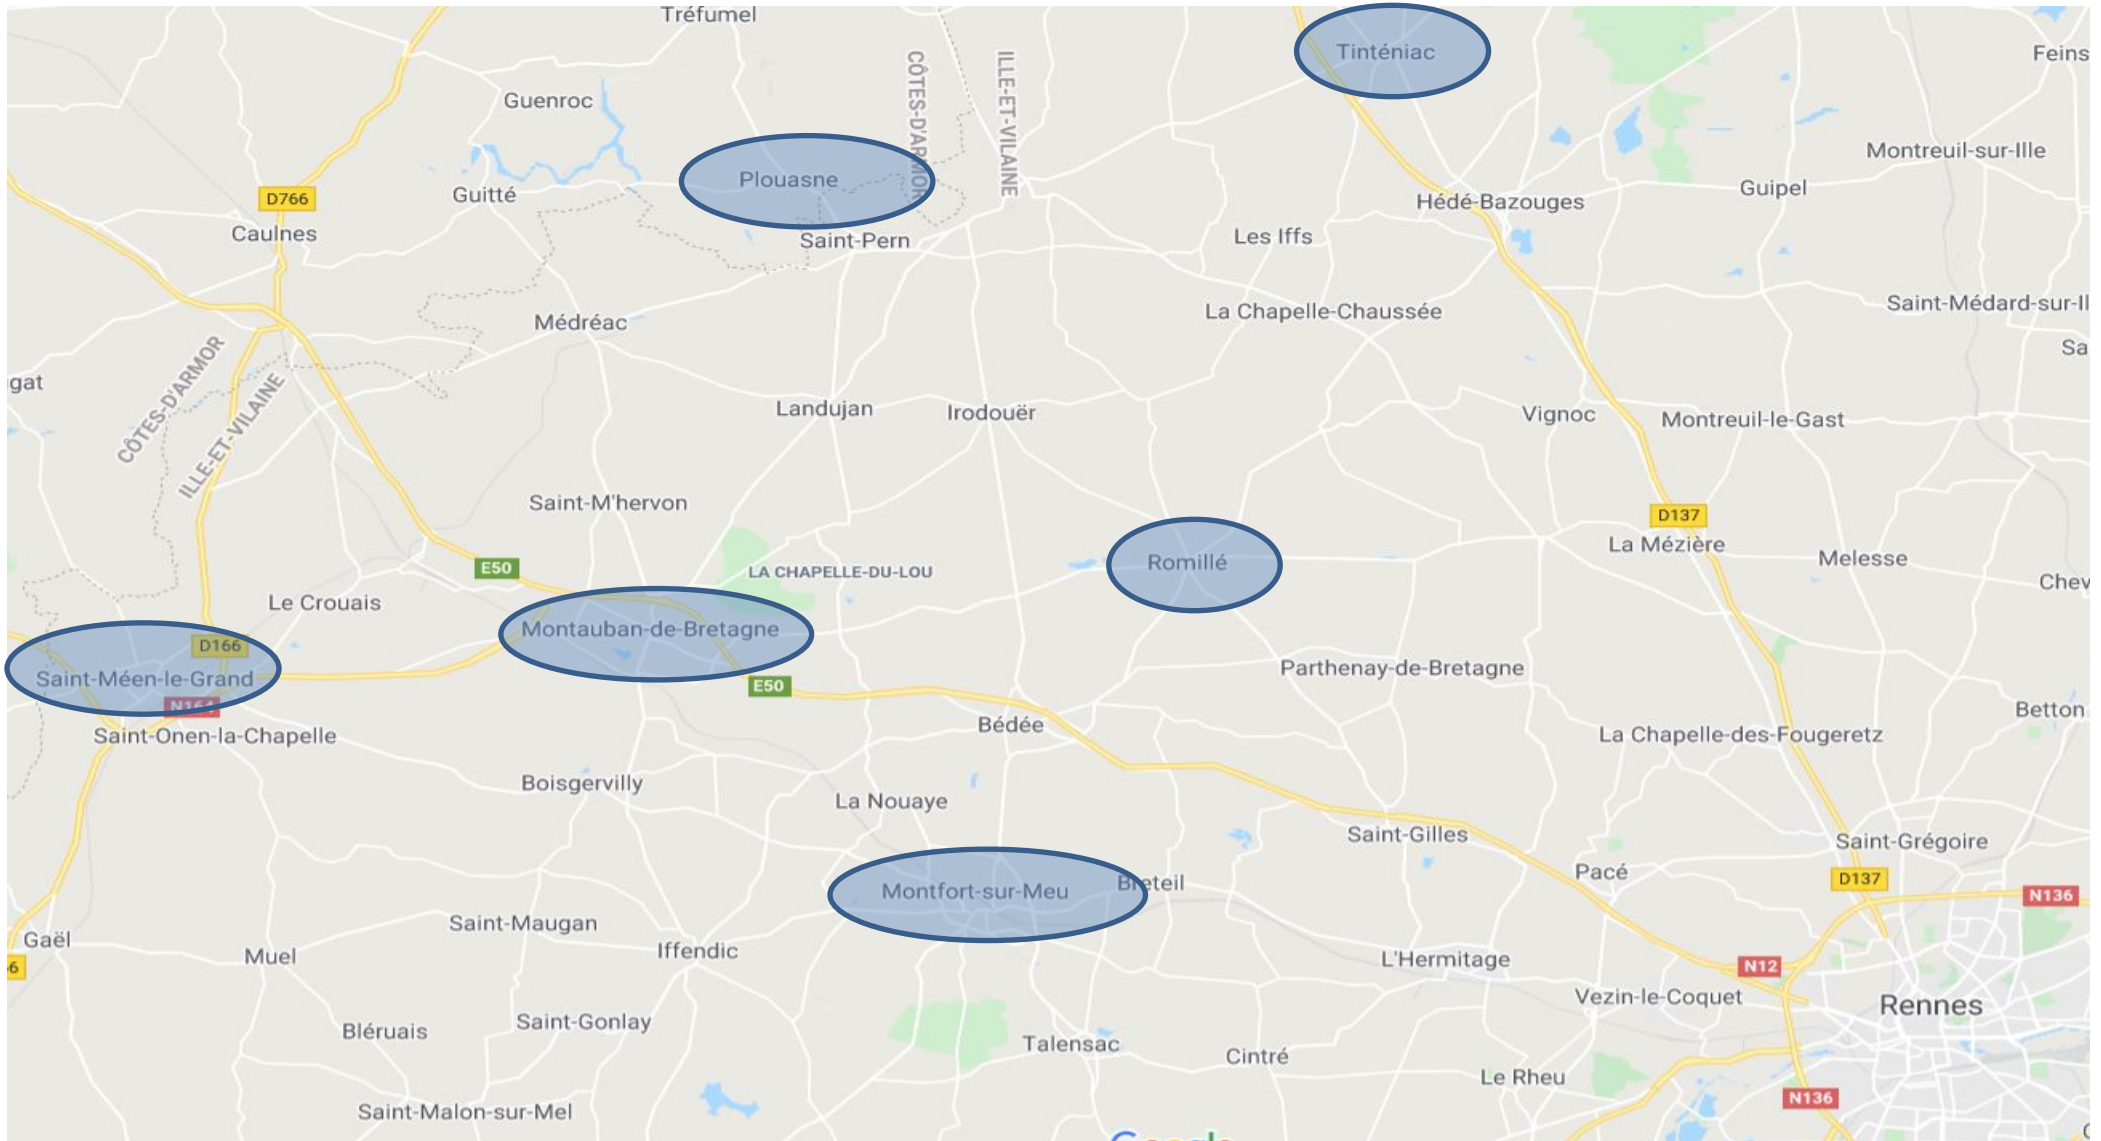 Tréfumel
Tinténiac
Feins
Guenroc
CÔTES-D'ARMOR
ILLE-ET-VILAINE
Montreuil-sur-Ille
Plouasne
Guitté
D766
Guipel
Hédé-Bazouges
Caulnes
Saint-Pern
Les Iffs
Saint-Médard-sur-Il
La Chapelle-Chaussée
Médréac
Sa
gat
CÔTES-D'ARMOR
ILLE-ET-VILAINE
Landujan
Irodouër
Vignoc
Montreuil-le-Gast
Saint-M'hervon
D137
La Mézière
Melesse
E50
LA CHAPELLE-DU-LOU
Romillé
Chev
Le Crouais
Montauban-de-Bretagne
D166
Saint-Méen-le-Grand
Parthenay-de-Bretagne
E50
N164
Betton
Saint-Onen-la-Chapelle
Bédée
La Chapelle-des-Fougeretz
Boisgervilly
La Nouaye
Saint-Gilles
Saint-Grégoire
Pacé
D137
Montfort-sur-Meu
Breteil
N136
Saint-Maugan
Gaël
Muel
Iffendic
L'Hermitage
6
N12
Vezin-le-Coquet
Rennes
Bléruais
Saint-Gonlay
Talensac
Cintré
Le Rheu
N136
Saint-Malon-sur-Mel
Google